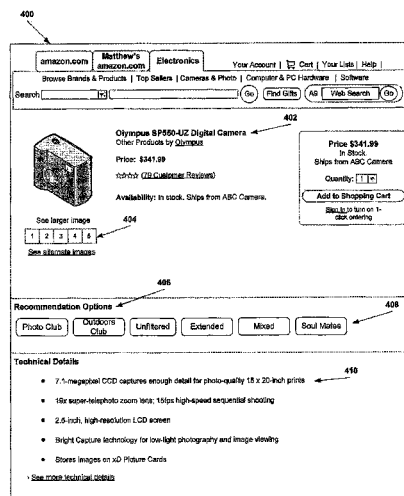 400
amazon.com Matthew's amazon.com Electronics Your Account | Cart | Your Lists | Help |
Browse Brands & Products | Top Sellers | Cameras & Photo | Computer & PC Hardware | Software
Search Go Find Gifts A9 Web Search Go
Olympus SP550-UZ Digital Camera 402
Other Products by Olympus
Price: $341.99
(79 Customer Reviews)
Availability: In stock. Ships from ABC Camera.
Price $341.99
In Stock
Ships from ABC Camera
Quantity: 1
Add to Shopping Cart
Sign in to turn on 1-
click ordering
See larger image
404
1 2 3 4 5
See alternate images
406
Recommendation Options
408
Photo Club Outdoors Club Unfiltered Extended Mixed Soul Mates
Technical Details
410
• 7.1-megapixel CCD captures enough detail for photo-quality 15 x 20-inch prints
• 18x super-telephoto zoom lens; 15fps high-speed sequential shooting
• 2.5-inch, high-resolution LCD screen
• Bright Capture technology for low-light photography and image viewing
• Stores images on xD Picture Cards
› See more technical details